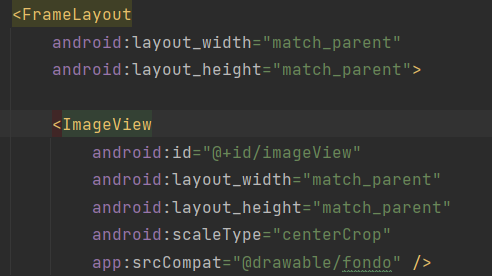 <FrameLayout
android:layout_width="match_parent"
android:layout_height="match_parent">
<ImageView
android:id="@+id/imageView"
android:layout_width="match_parent"
android:layout_height="match_parent"
android:scaleType="centerCrop"
app:srcCompat="@drawable/fondo" />